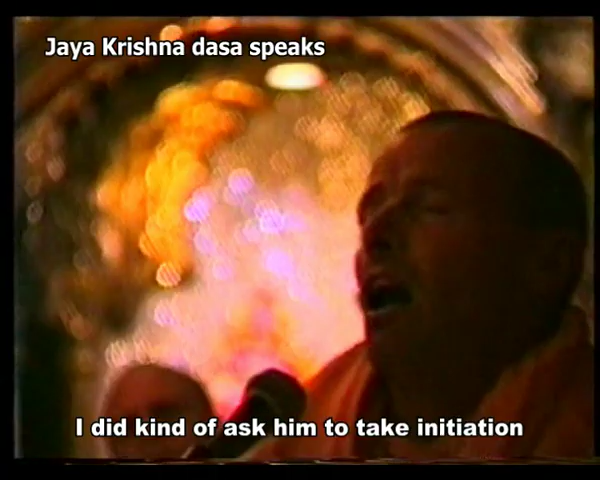 Jaya Krishna dasa speaks
I did kind of ask him to take initiation